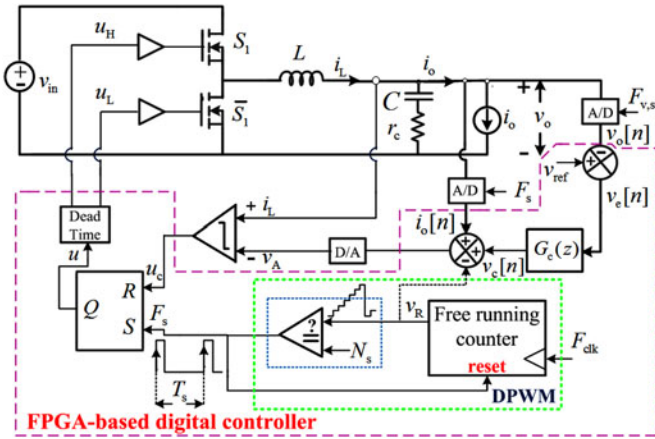 u_H
S_1
L
i_L
i_o
v_in
u_L
S̅_1
C
r_c
i_o
+
v_o
-
A/D
F_v,s
v_o[n]
v_ref
v_e[n]
A/D
F_s
i_o[n]
Dead
Time
u
+ i_L
- v_A
D/A
v_c[n]
G_c(z)
u_c
Q
R
S
F_s
v_R
?
=
N_s
Free running
counter
reset
F_clk
T_s
DPWM
FPGA-based digital controller